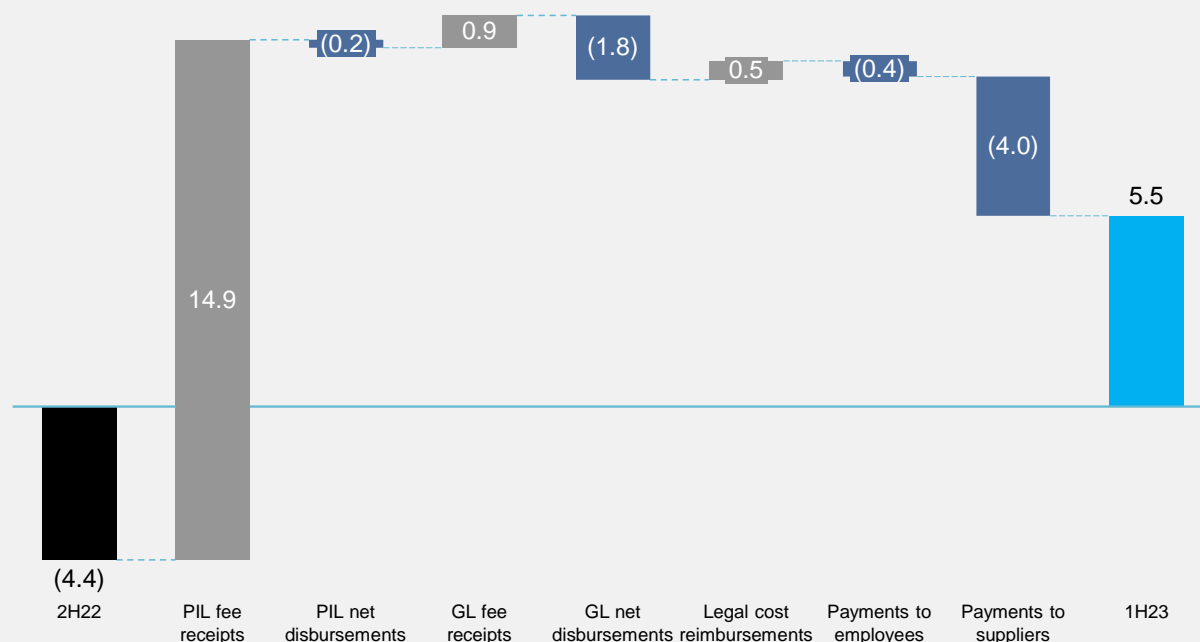 0.9
(0.2)
(1.8)
0.5
(0.4)
(4.0)
5.5
14.9
(4.4)
2H22
PIL fee
receipts
PIL net
disbursements
GL fee
receipts
GL net
disbursements
Legal cost
reimbursements
Payments to
employees
Payments to
suppliers
1H23